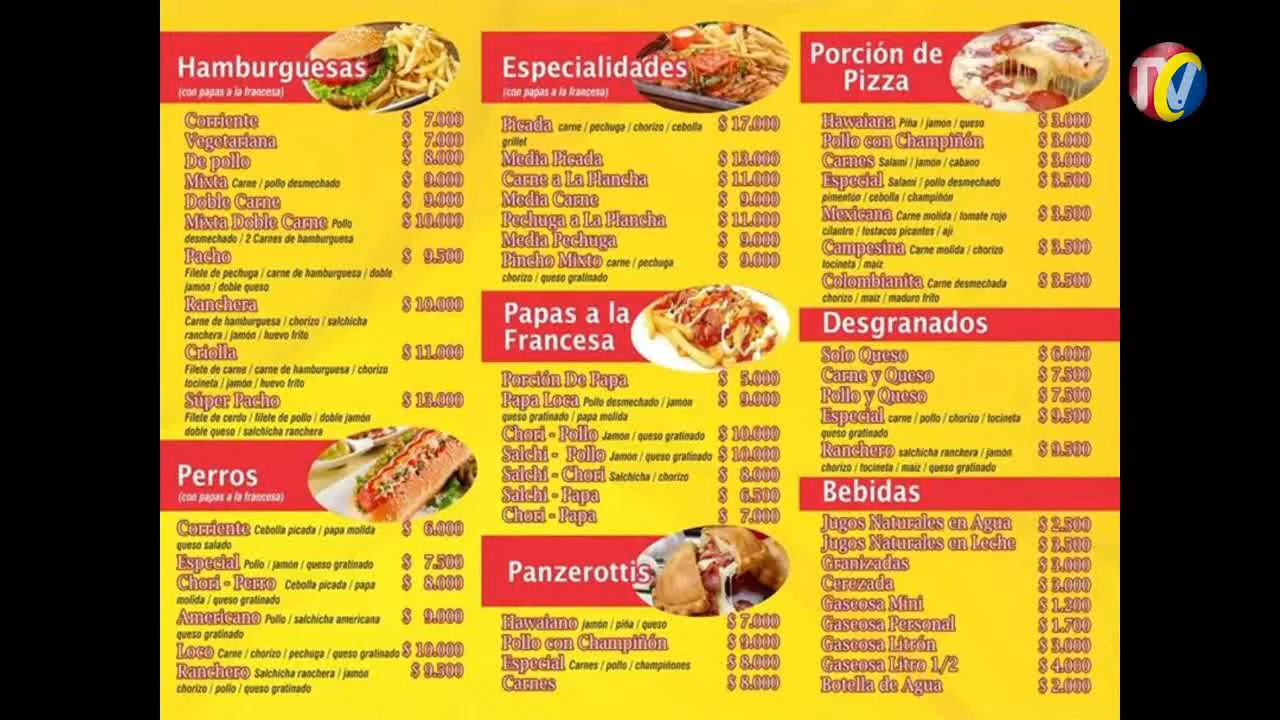 Hamburguesas
(con papas a la francesa)
Corriente $ 7.000
Vegetariana $ 7.000
De pollo $ 8.000
Mixta Carne / pollo desmechado $ 9.000
Doble Carne $ 9.000
Mixta Doble Carne Pollo $ 10.000
desmechado / 2 Carnes de hamburguesa
Pacho $ 9.500
Filete de pechuga / carne de hamburguesa / doble
jamón / doble queso
Ranchera $ 10.000
Carne de hamburguesa / chorizo / salchicha
ranchera / jamón / huevo frito
Criolla $ 11.000
Filete de carne / carne de hamburguesa / chorizo
tocineta / jamón / huevo frito
Súper Pacho $ 13.000
Filete de cerdo / filete de pollo / doble jamón
doble queso / salchicha ranchera
Perros
(con papas a la francesa)
Corriente Cebolla picada / papa molida $ 6.000
queso salado
Especial Pollo / jamón / queso gratinado $ 7.500
Chori - Perro Cebolla picada / papa $ 8.000
molida / queso gratinado
Americano Pollo / salchicha americana $ 9.000
queso gratinado
Loco Carne / chorizo / pechuga / queso gratinado $ 10.000
Ranchero Salchicha ranchera / jamón $ 9.500
chorizo / pollo / queso gratinado
Especialidades
(con papas a la francesa)
Picada carne / pechuga / chorizo / cebolla $ 17.000
grillet
Media Picada $ 13.000
Carne a La Plancha $ 11.000
Media Carne $ 9.000
Pechuga a La Plancha $ 11.000
Media Pechuga $ 9.000
Pincho Mixto carne / pechuga $ 9.000
chorizo / queso gratinado
Papas a la
Francesa
Porción De Papa $ 5.000
Papa Loca Pollo desmechado / jamon $ 9.000
queso gratinado / papa molida
Chori - Pollo Jamon / queso gratinado $ 10.000
Salchi - Pollo Jamón / queso gratinado $ 10.000
Salchi - Chori Salchicha / chorizo $ 8.000
Salchi - Papa $ 6.500
Chori - Papa $ 7.000
Panzerottis
Hawaiano jamón / piña / queso $ 7.000
Pollo con Champiñón $ 9.000
Especial Carnes / pollo / champiñones $ 8.000
Carnes $ 8.000
Porción de
Pizza
Hawaiana Piña / jamon / queso $ 3.000
Pollo con Champiñón $ 3.000
Carnes Salami / jamón / cabano $ 3.000
Especial Salami / pollo desmechado $ 3.500
pimentón / cebolla / champiñón
Mexicana Carne molida / tomate rojo $ 3.500
cilantro / tostacos picantes / aji
Campesina Carne molida / chorizo $ 3.500
tocineta / maiz
Colombianita Carne desmechada $ 3.500
chorizo / maiz / maduro frito
Desgranados
Solo Queso $ 6.000
Carne y Queso $ 7.500
Pollo y Queso $ 7.500
Especial carne / pollo / chorizo / tocineta $ 9.500
queso gratinado
Ranchero salchicha ranchera / jamón $ 9.500
chorizo / tocineta / maiz / queso gratinado
Bebidas
Jugos Naturales en Agua $ 2.500
Jugos Naturales en Leche $ 3.500
Granizadas $ 3.000
Cerezada $ 3.000
Gaseosa Mini $ 1.200
Gaseosa Personal $ 1.700
Gaseosa Litrón $ 3.000
Gaseosa Litro 1/2 $ 4.000
Botella de Agua $ 2.000
TVC